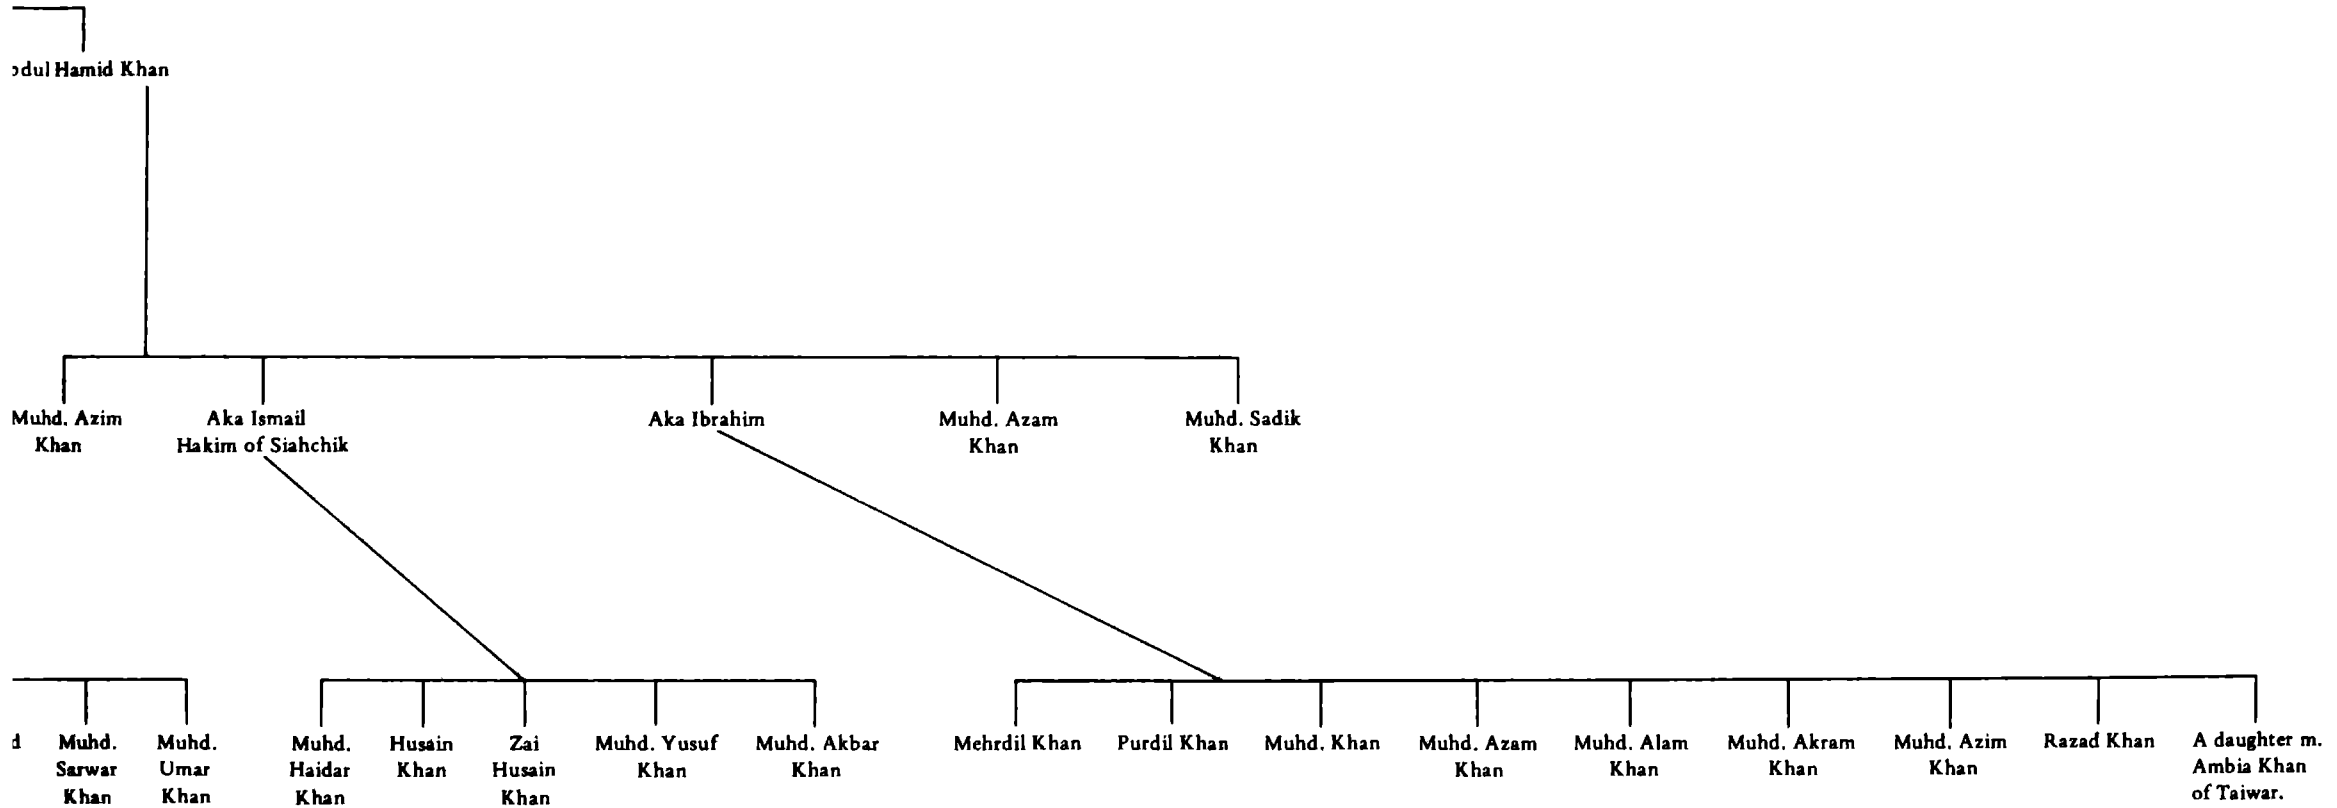 Hamid Khan
Muhd. Azim
Khan
Aka Ismail
Hakim of Siahchik
Aka Ibrahim
Muhd. Azam
Khan
Muhd. Sadik
Khan
Muhd.
Sarwar
Khan
Muhd.
Umar
Khan
Muhd.
Haidar
Khan
Husain
Khan
Zai
Husain
Khan
Muhd. Yusuf
Khan
Muhd. Akbar
Khan
Mehrdil Khan
Purdil Khan
Muhd. Khan
Muhd. Azam
Khan
Muhd. Alam
Khan
Muhd. Akram
Khan
Muhd. Azim
Khan
Razad Khan
A daughter m.
Ambia Khan
of Taiwar.